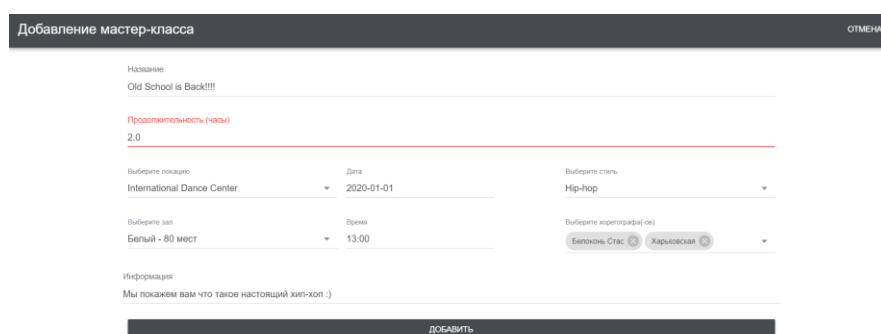 Добавление мастер-класса
ОТМЕНА
Название
Old School is Back!!!!
Продолжительность (часы)
2.0
Выберите локацию Дата Выберите стиль
International Dance Center 2020-01-01 Hip-hop
Выберите зал Время Выберите хореографа(-ов)
Белый - 80 мест 13:00 Белоконь Стас Харьковская
Информация
Мы покажем вам что такое настоящий хип-хоп :)
ДОБАВИТЬ